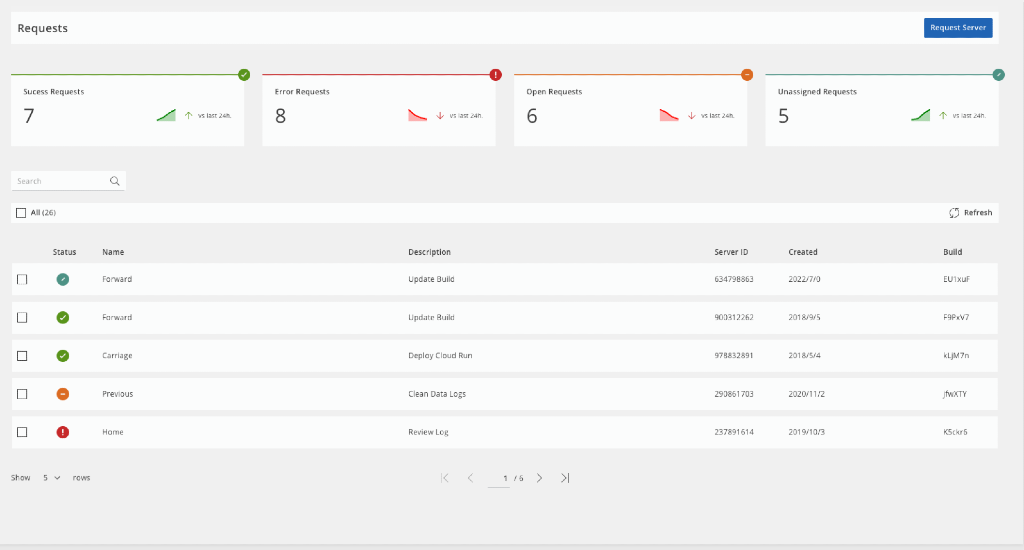 Requests
Request Server
Sucess Requests
7
vs last 24h.
Error Requests
8
vs last 24h.
Open Requests
6
vs last 24h.
Unassigned Requests
5
vs last 24h.
Search
All (26)
Refresh
Status Name Description Server ID Created Build
Forward Update Build 634798863 2022/7/0 EU1xuF
Forward Update Build 900312262 2018/9/5 F9PxV7
Carriage Deploy Cloud Run 978832891 2018/5/4 kLjM7n
Previous Clean Data Logs 290861703 2020/11/2 jfwXTY
Home Review Log 237891614 2019/10/3 K5ckr6
Show 5 rows
1 / 6